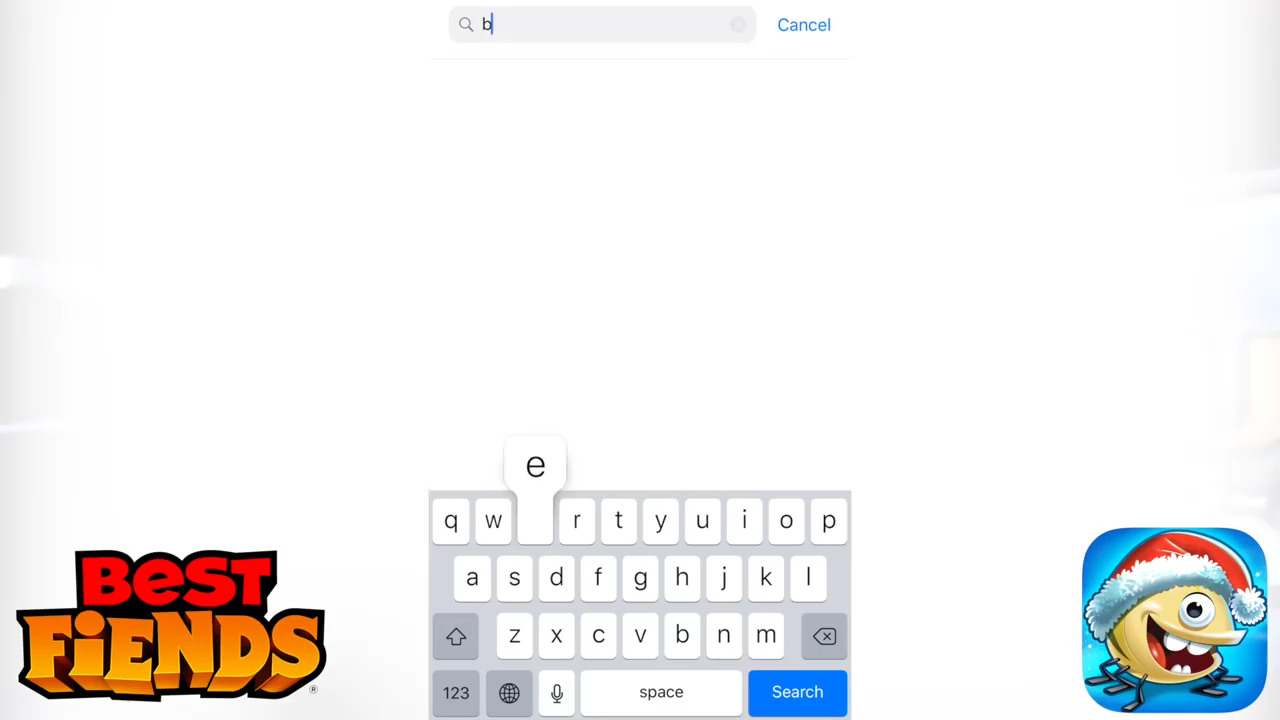 b
Cancel
e
q w r t y u i o p
a s d f g h j k l
z x c v b n m
123 space Search
BEST
FIENDS®